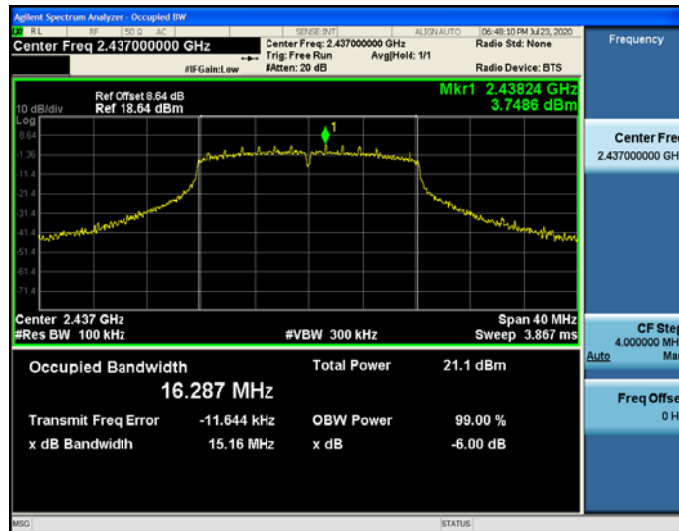 Agilent Spectrum Analyzer - Occupied BW
RL RF 50 Ω AC SENSE:INT ALIGN AUTO 06:48:10 PM Jul 23, 2020
Center Freq 2.437000000 GHz
Center Freq: 2.437000000 GHz
Radio Std: None
Trig: Free Run Avg|Hold: 1/1
#IFGain:Low
#Atten: 20 dB
Radio Device: BTS
Frequency
Ref Offset 8.64 dB
10 dB/div Ref 18.64 dBm
Mkr1 2.43824 GHz
3.7486 dBm
Log
8.64
1
-1.36
-11.4
-21.4
-31.4
-41.4
-51.4
-61.4
-71.4
Center 2.437 GHz
Span 40 MHz
#Res BW 100 kHz
#VBW 300 kHz
Sweep 3.867 ms
Occupied Bandwidth
16.287 MHz
Total Power 21.1 dBm
Transmit Freq Error -11.644 kHz
OBW Power 99.00 %
x dB Bandwidth 15.16 MHz
x dB -6.00 dB
Center Fre
2.437000000 GH
CF Ste
4.000000 MH
Auto Ma
Freq Offse
0 H
MSG
STATUS